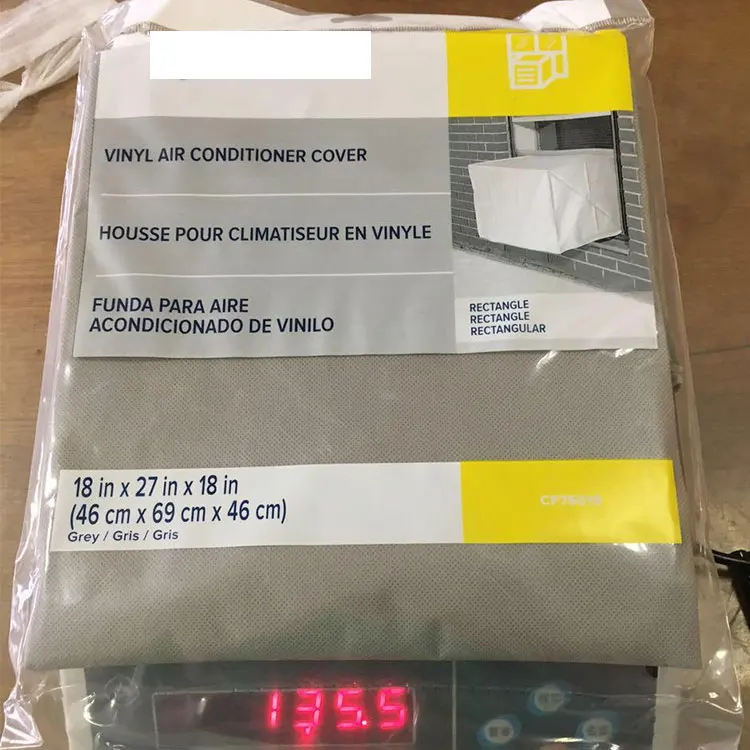 VINYL AIR CONDITIONER COVER
HOUSSE POUR CLIMATISEUR EN VINYLE
FUNDA PARA AIRE
ACONDICIONADO DE VINILO
RECTANGLE
RECTANGLE
RECTANGULAR
18 in x 27 in x 18 in
(46 cm x 69 cm x 46 cm)
Grey / Gris / Gris
135.5